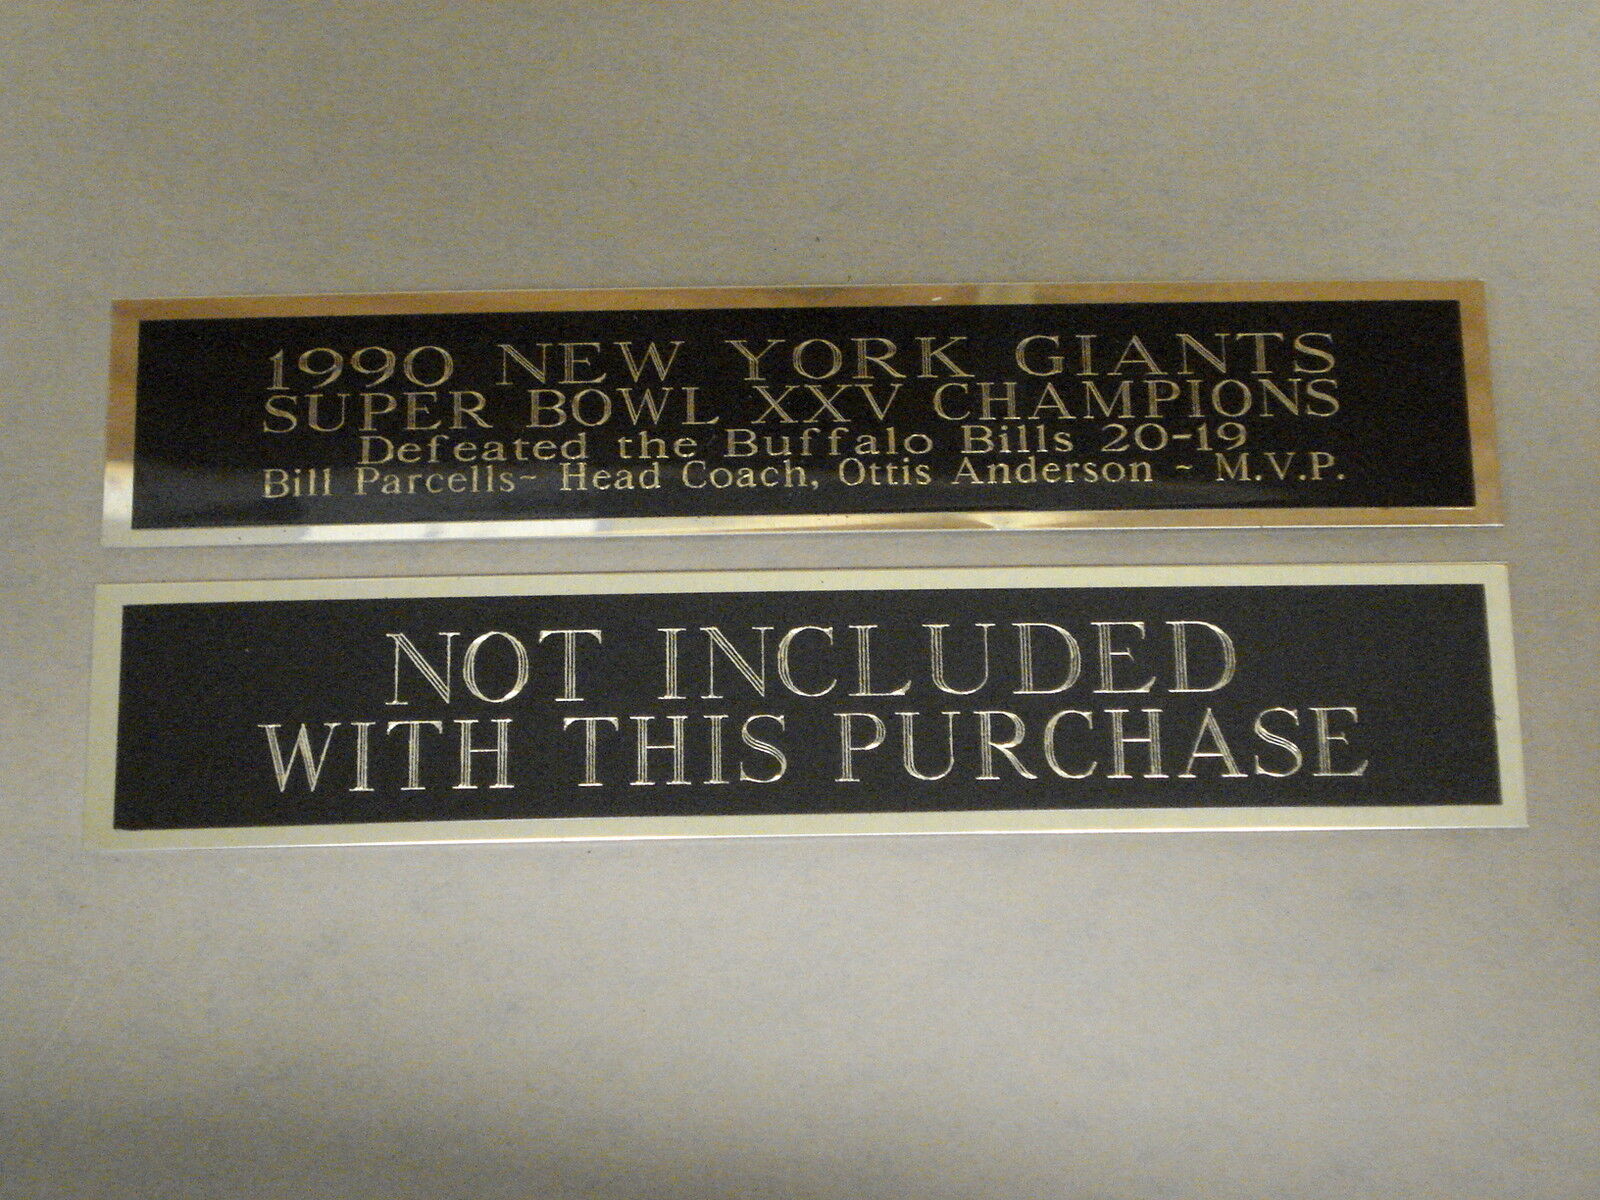 1990 NEW YORK GIANTS
SUPER BOWL XXV CHAMPIONS
Defeated the Buffalo Bills 20-19
Bill Parcells~ Head Coach, Ottis Anderson ~ M.V.P.
NOT INCLUDED
WITH THIS PURCHASE